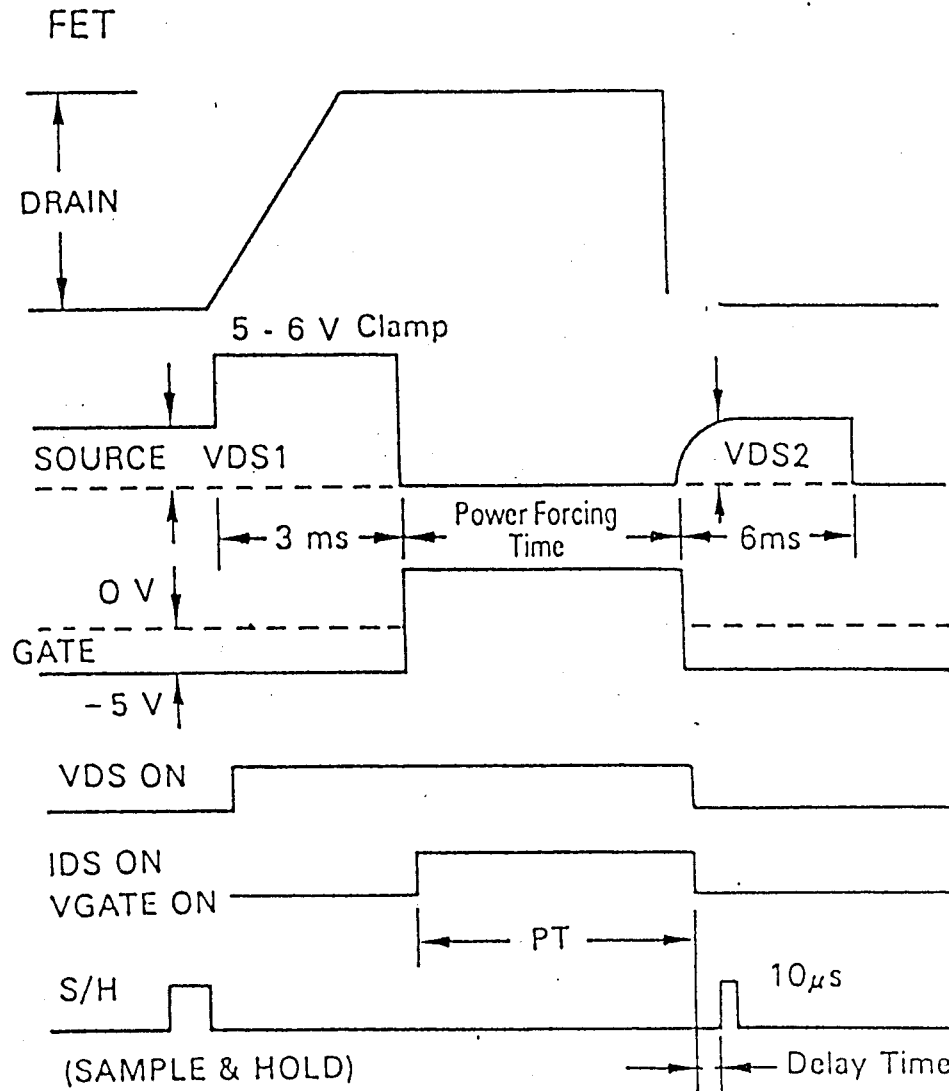 FET
DRAIN
5 - 6 V Clamp
SOURCE VDS1
VDS2
3 ms
Power Forcing
Time
6ms
0 V
GATE
- 5 V
VDS ON
IDS ON
VGATE ON
PT
S/H
10μs
(SAMPLE & HOLD)
Delay Time